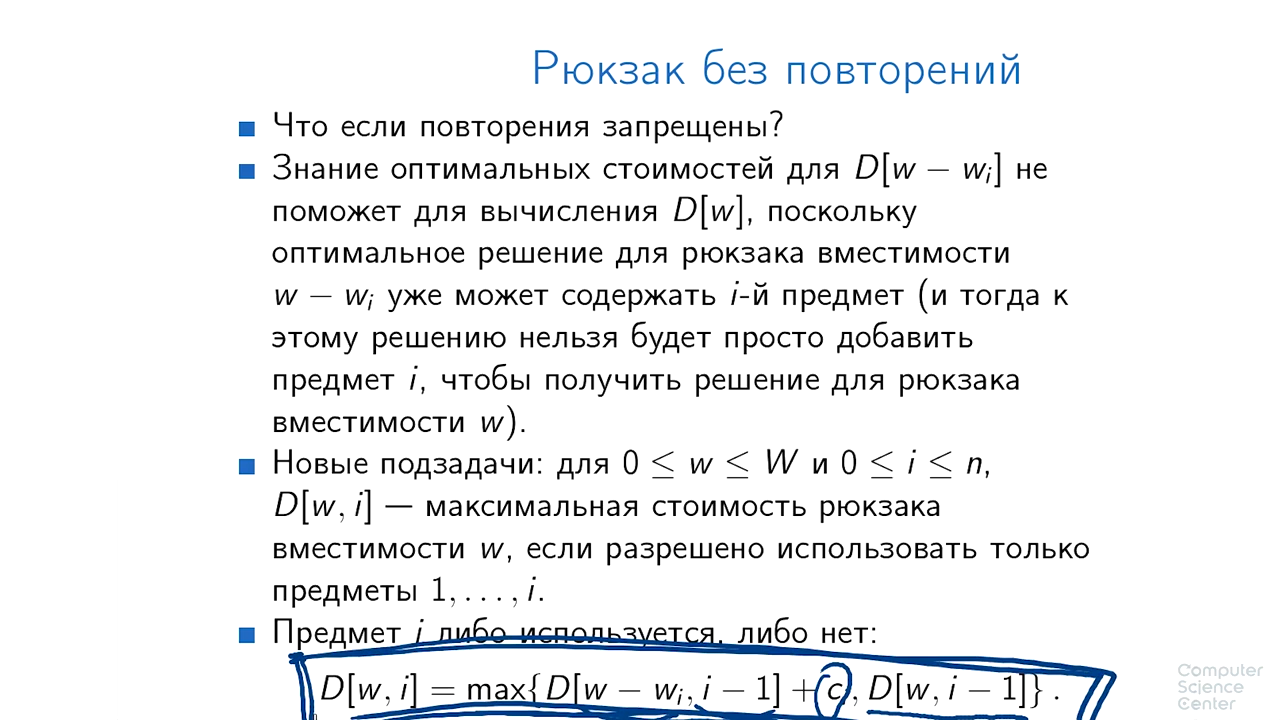 Рюкзак без повторений
Что если повторения запрещены?
Знание оптимальных стоимостей для D[w − wᵢ] не
поможет для вычисления D[w], поскольку
оптимальное решение для рюкзака вместимости
w − wᵢ уже может содержать i-й предмет (и тогда к
этому решению нельзя будет просто добавить
предмет i, чтобы получить решение для рюкзака
вместимости w).
Новые подзадачи: для 0 ≤ w ≤ W и 0 ≤ i ≤ n,
D[w, i] — максимальная стоимость рюкзака
вместимости w, если разрешено использовать только
предметы 1, . . . , i.
Предмет i либо используется, либо нет:
D[w, i] = max{D[w − wᵢ, i − 1] + cᵢ, D[w, i − 1]} .
Computer
Science
Center